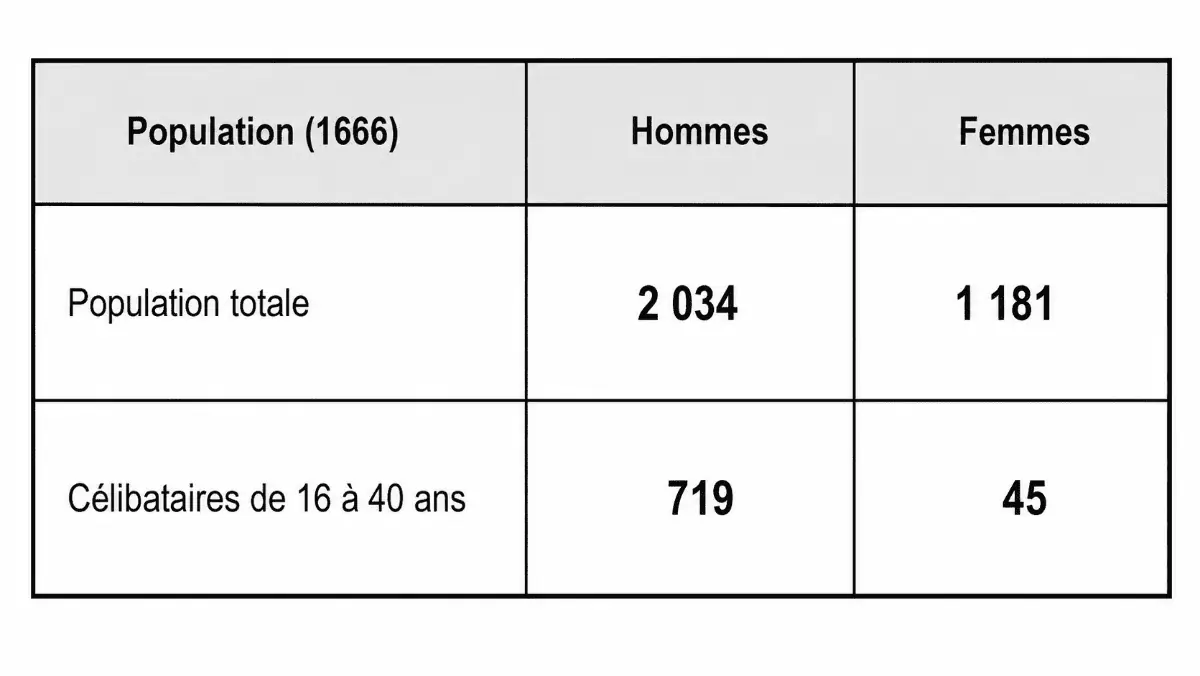 Population (1666) Hommes Femmes
Population totale 2 034 1 181
Célibataires de 16 à 40 ans 719 45